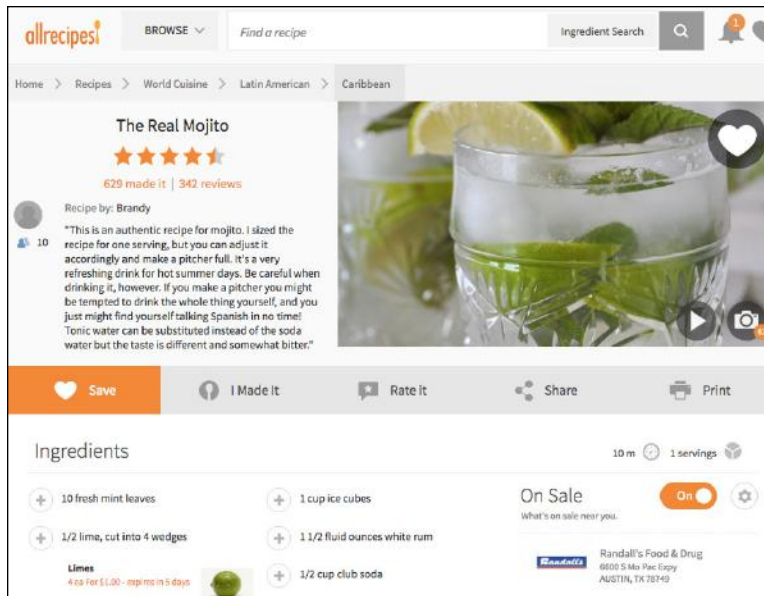 allrecipes
BROWSE
Find a recipe
Ingredient Search
1
Home > Recipes > World Cuisine > Latin American > Caribbean
The Real Mojito
629 made it | 342 reviews
Recipe by: Brandy
10
"This is an authentic recipe for mojito. I sized the
recipe for one serving, but you can adjust it
accordingly and make a pitcher full. It's a very
refreshing drink for hot summer days. Be careful when
drinking it, however. If you make a pitcher you might
be tempted to drink the whole thing yourself, and you
just might find yourself talking Spanish in no time!
Tonic water can be substituted instead of the soda
water but the taste is different and somewhat bitter."
Save
I Made It
Rate it
Share
Print
Ingredients
10 m
1 servings
10 fresh mint leaves
1/2 lime, cut into 4 wedges
Limes
4 ea For $1.00 - expires in 5 days
1 cup ice cubes
1 1/2 fluid ounces white rum
1/2 cup club soda
On Sale
On
What's on sale near you.
Randalls
Randall's Food & Drug
6600 S Mo Pac Expy
AUSTIN, TX 78749